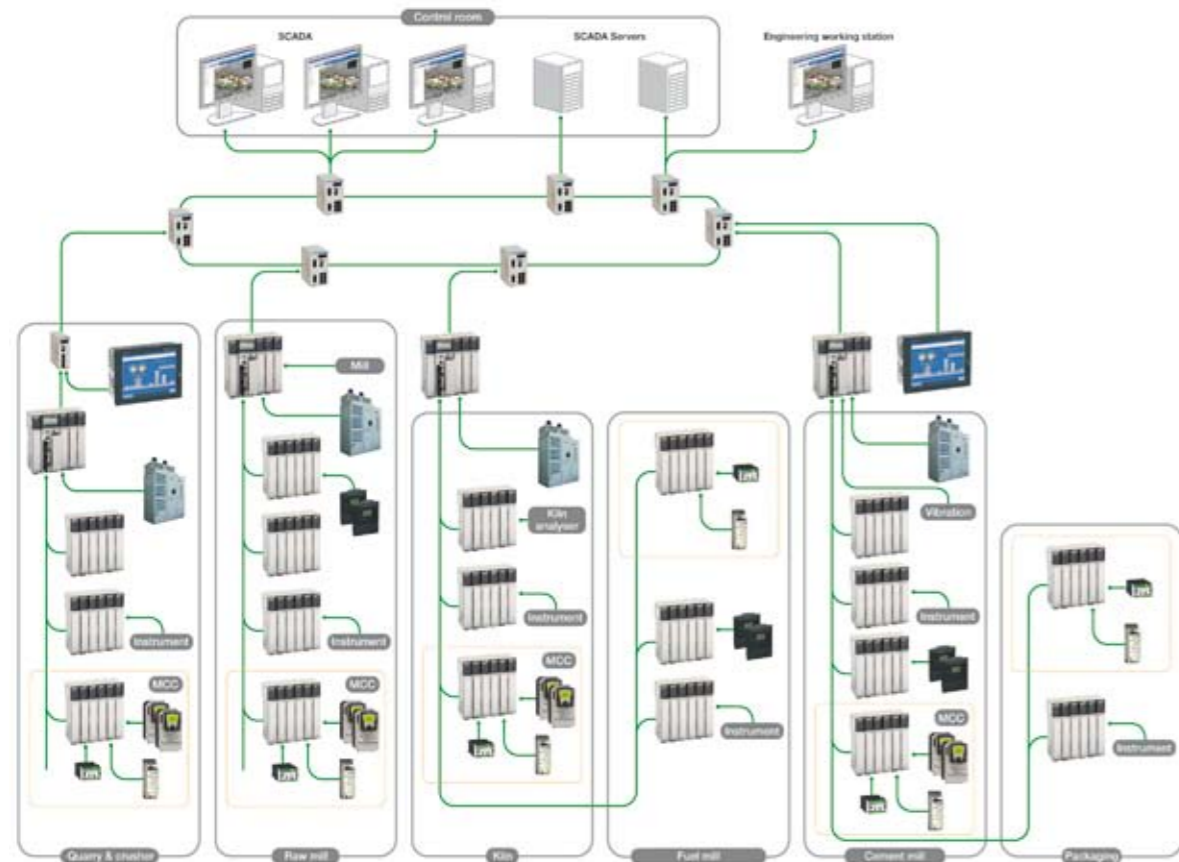 Control room
SCADA
SCADA Servers
Engineering working station
Mill
Kiln
analyser
Vibration
Instrument
Instrument
Instrument
Instrument
Instrument
Instrument
MCC
MCC
MCC
MCC
Quarry & crusher
Raw mill
Kiln
Fuel mill
Cement mill
Packaging